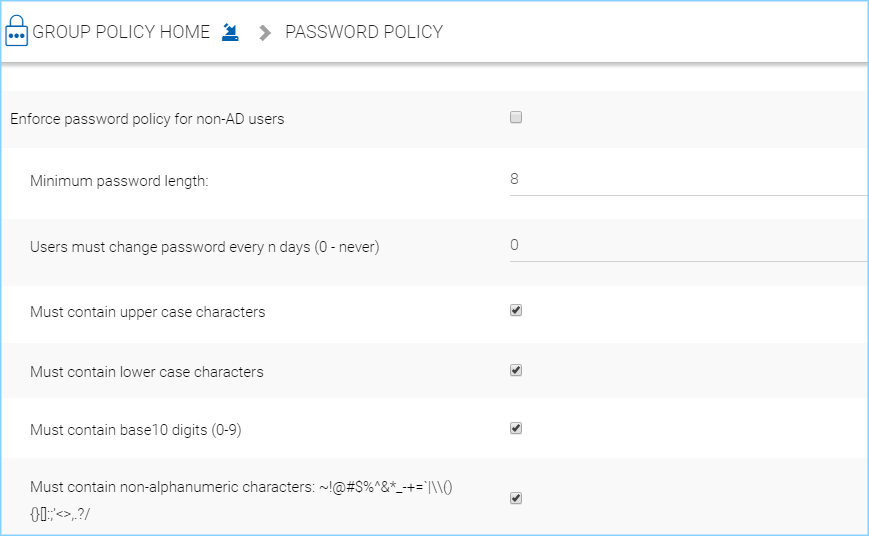 GROUP POLICY HOME PASSWORD POLICY
Enforce password policy for non-AD users
Minimum password length: 8
Users must change password every n days (0 - never) 0
Must contain upper case characters
Must contain lower case characters
Must contain base10 digits (0-9)
Must contain non-alphanumeric characters: ~!@#$%^&*_-+=`|\\()
{}[]:;'<>,.?/